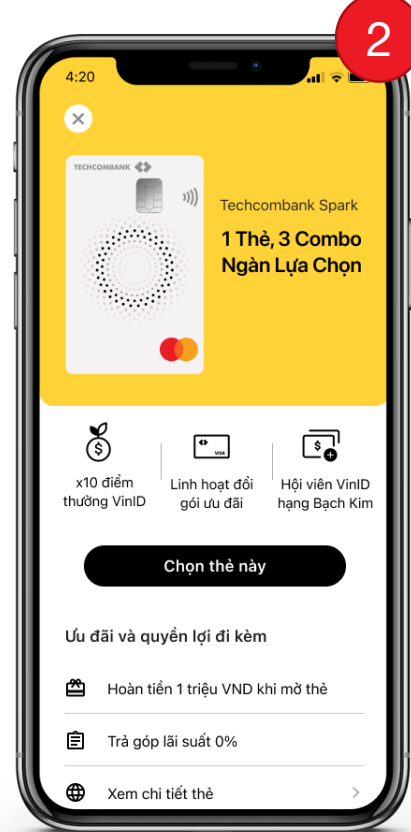 2
4:20
TECHCOMBANK
Techcombank Spark
1 Thẻ, 3 Combo
Ngàn Lựa Chọn
$
VISA
$
x10 điểm
thưởng VinID
Linh hoạt đổi
gói ưu đãi
Hội viên VinID
hạng Bạch Kim
Chọn thẻ này
Ưu đãi và quyền lợi đi kèm
Hoàn tiền 1 triệu VND khi mở thẻ
Trả góp lãi suất 0%
Xem chi tiết thẻ